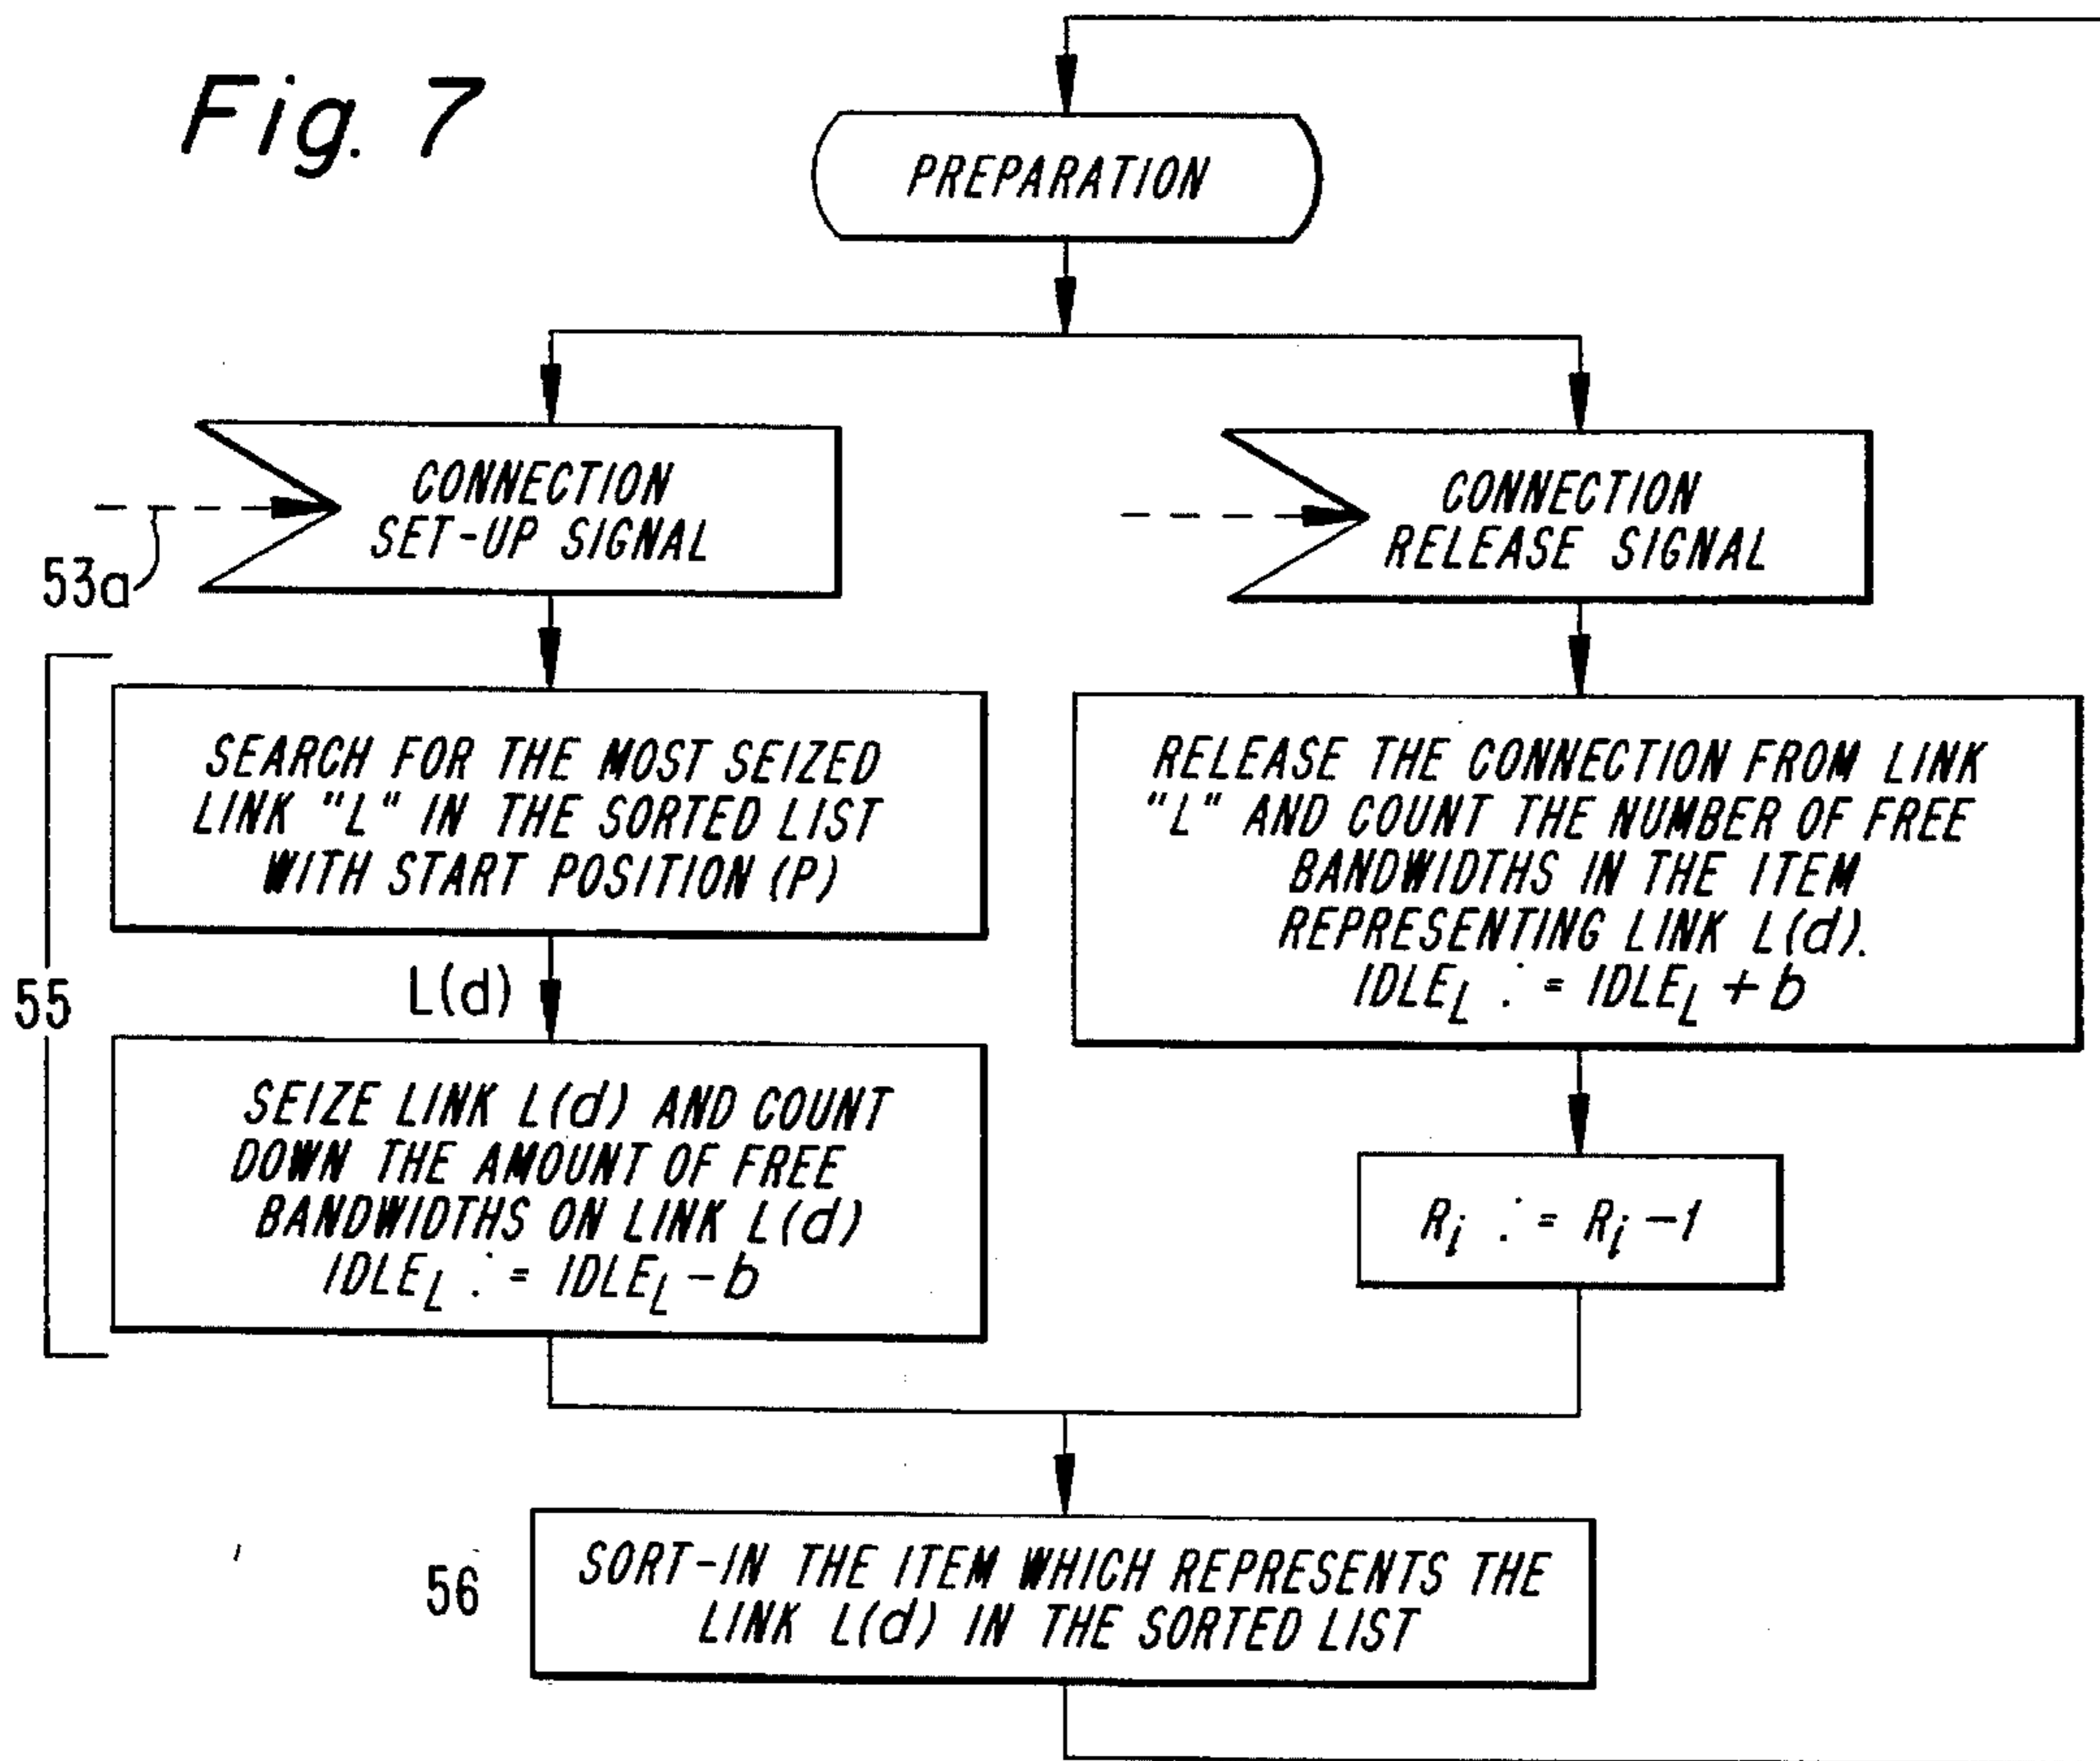 Fig. 7
PREPARATION
CONNECTION
SET-UP SIGNAL
53a
CONNECTION
RELEASE SIGNAL
SEARCH FOR THE MOST SEIZED
LINK "L" IN THE SORTED LIST
WITH START POSITION (P)
RELEASE THE CONNECTION FROM LINK
"L" AND COUNT THE NUMBER OF FREE
BANDWIDTHS IN THE ITEM
REPRESENTING LINK L(d).
IDLE_L := IDLE_L + b
55
L(d)
SEIZE LINK L(d) AND COUNT
DOWN THE AMOUNT OF FREE
BANDWIDTHS ON LINK L(d)
IDLE_L := IDLE_L - b
R_i := R_i - 1
56
SORT-IN THE ITEM WHICH REPRESENTS THE
LINK L(d) IN THE SORTED LIST